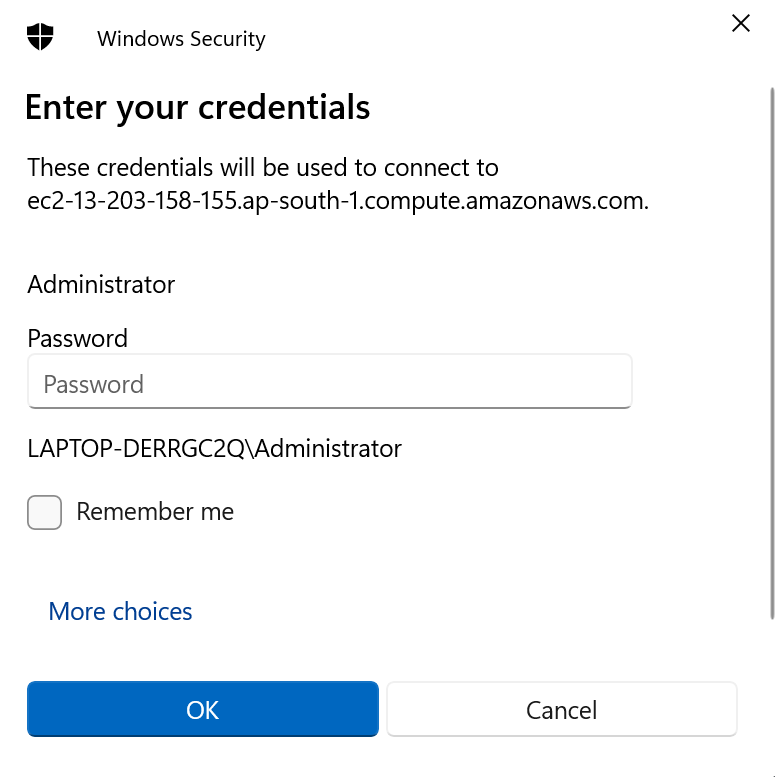 Windows Security
Enter your credentials
These credentials will be used to connect to
ec2-13-203-158-155.ap-south-1.compute.amazonaws.com.
Administrator
Password
Password
LAPTOP-DERRGC2Q\Administrator
Remember me
More choices
OK
Cancel